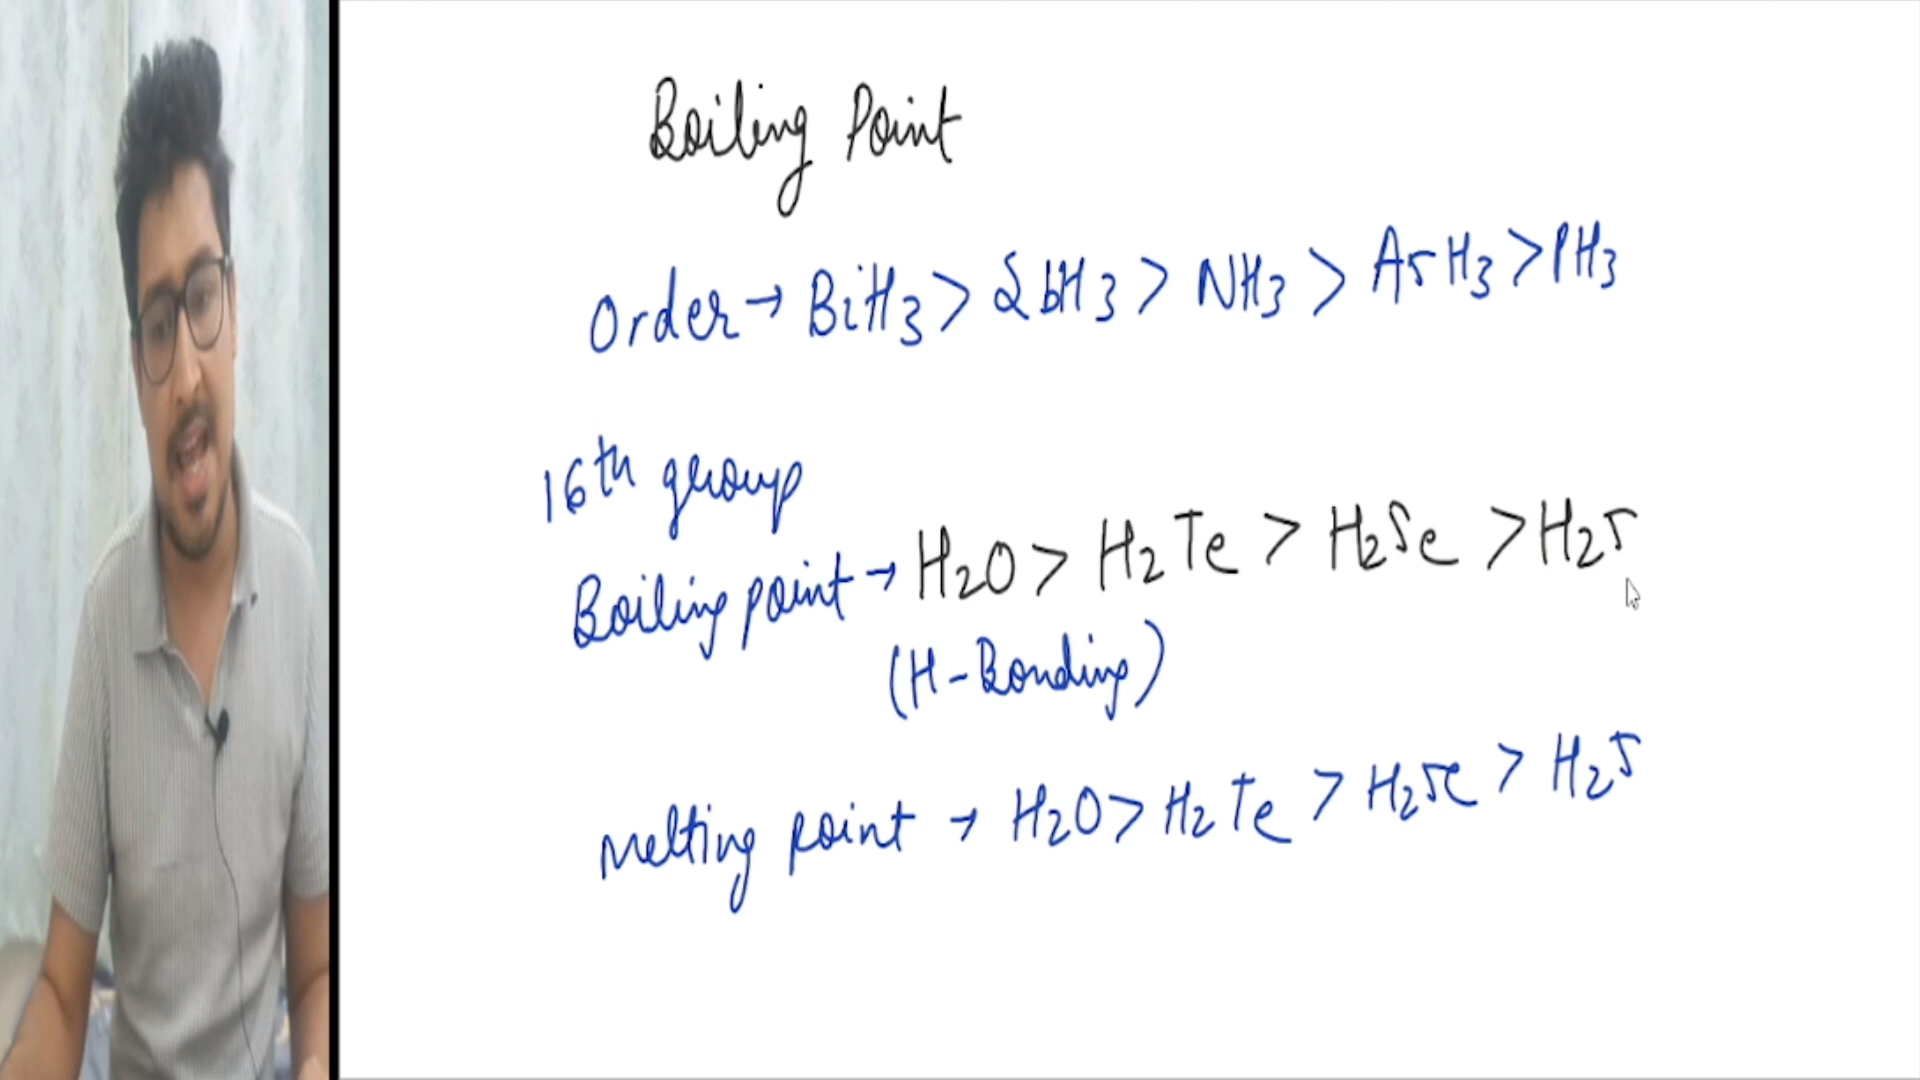 Boiling Point
Order → BiH3 > SbH3 > NH3 > AsH3 > PH3
16th group
Boiling point → H2O > H2Te > H2Se > H2S
(H-Bonding)
Melting point → H2O > H2Te > H2Se > H2S